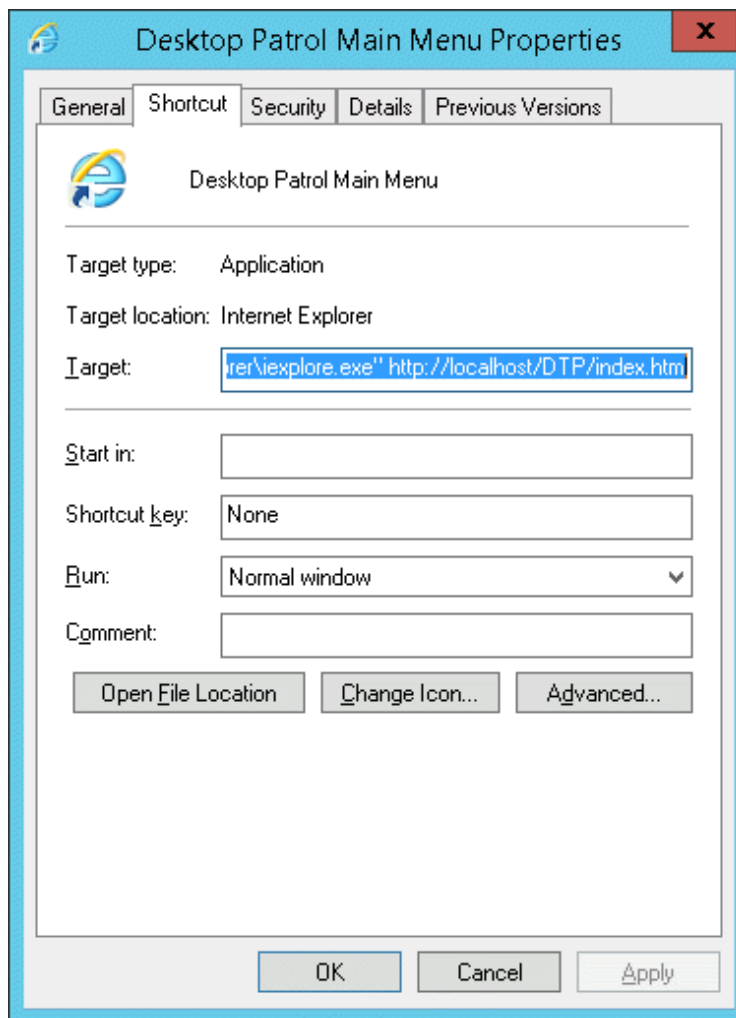 Desktop Patrol Main Menu Properties
x
General Shortcut Security Details Previous Versions
Desktop Patrol Main Menu
Target type: Application
Target location: Internet Explorer
Target: rer\iexplore.exe" http://localhost/DTP/index.htm
Start in:
Shortcut key: None
Run: Normal window
Comment:
Open File Location Change Icon... Advanced...
OK Cancel Apply